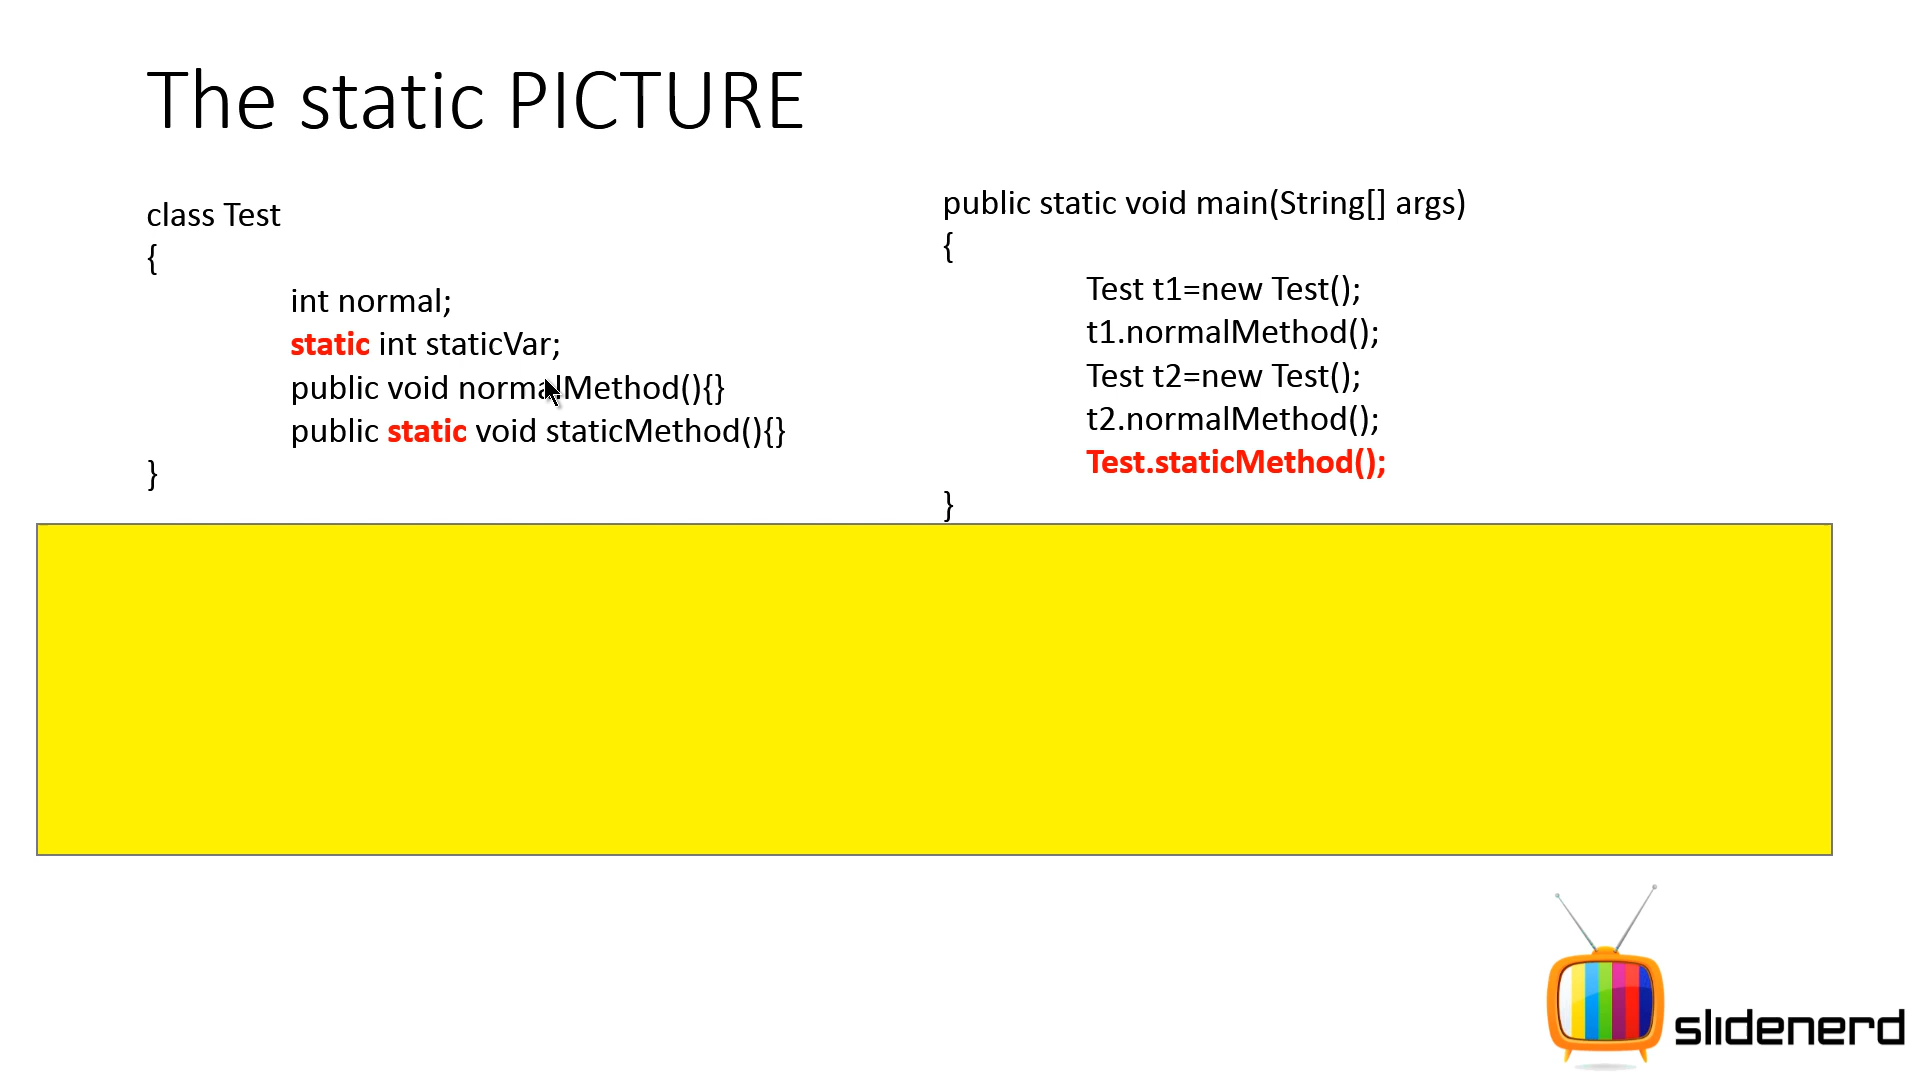 The static PICTURE
class Test
{
int normal;
static int staticVar;
public void normalMethod(){}
public static void staticMethod(){}
}
public static void main(String[] args)
{
Test t1=new Test();
t1.normalMethod();
Test t2=new Test();
t2.normalMethod();
Test.staticMethod();
}
slidenerd